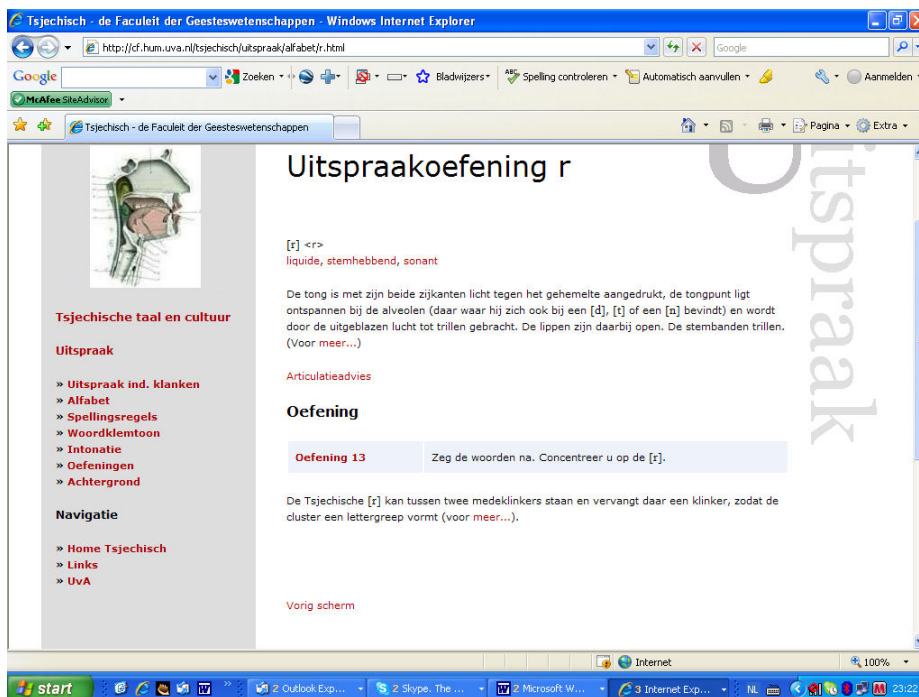 Tsjechisch - de Faculeit der Geesteswetenschappen - Windows Internet Explorer
http://cf.hum.uva.nl/tsjechisch/uitspraak/alfabet/r.html
Google
Google
Zoeken
Bladwijzers
ABC
Spelling controleren
Automatisch aanvullen
Aanmelden
McAfee SiteAdvisor
Tsjechisch - de Faculeit der Geesteswetenschappen
Pagina
Extra
Uitspraak
Uitspraakoefening r
[r] <r>
liquide, stemhebbend, sonant
De tong is met zijn beide zijkanten licht tegen het gehemelte aangedrukt, de tongpunt ligt
ontspannen bij de alveolen (daar waar hij zich ook bij een [d], [t] of een [n] bevindt) en wordt
door de uitgeblazen lucht tot trillen gebracht. De lippen zijn daarbij open. De stembanden trillen.
(Voor meer...)
Articulatieadvies
Oefening
Oefening 13 Zeg de woorden na. Concentreer u op de [r].
De Tsjechische [r] kan tussen twee medeklinkers staan en vervangt daar een klinker, zodat de
cluster een lettergreep vormt (voor meer...).
Vorig scherm
Tsjechische taal en cultuur
Uitspraak
» Uitspraak ind. klanken
» Alfabet
» Spellingsregels
» Woordklemtoon
» Intonatie
» Oefeningen
» Achtergrond
Navigatie
» Home Tsjechisch
» Links
» UvA
Internet
100%
start
2 Outlook Exp...
2 Skype. The ...
2 Microsoft W...
3 Internet Exp...
NL